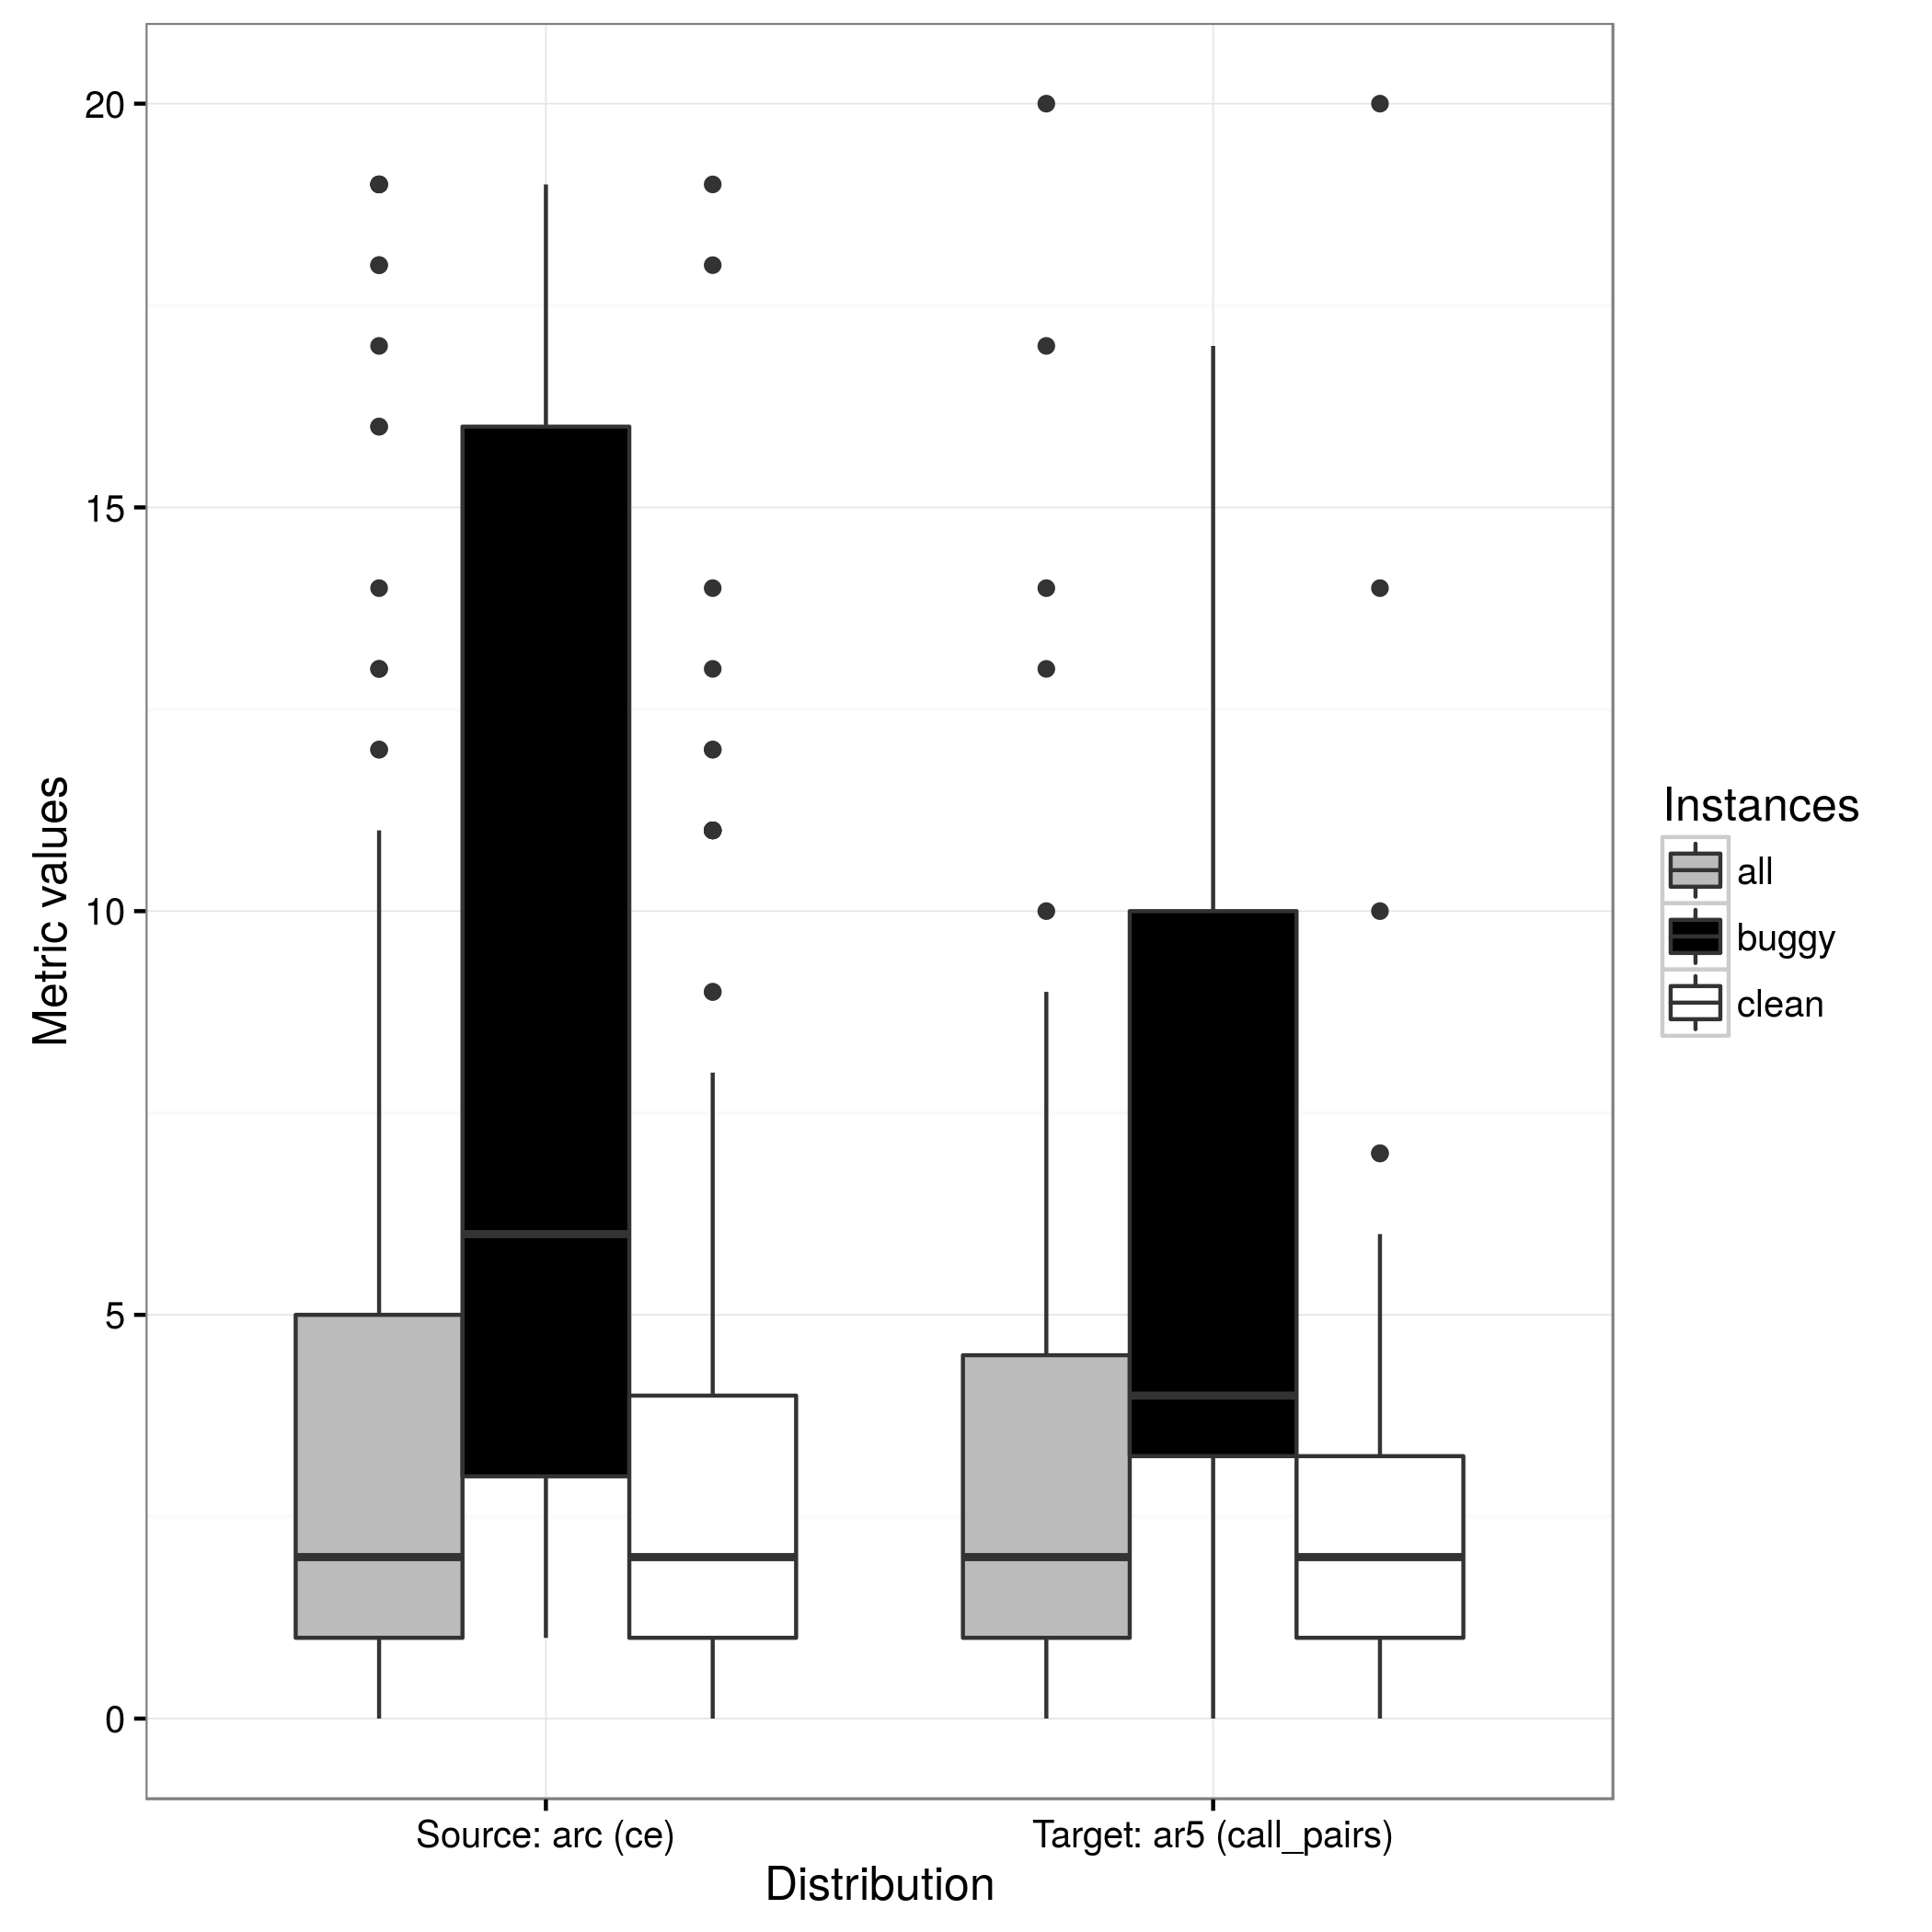 20
15
10
5
0
Metric values
Source: arc (ce)
Target: ar5 (call_pairs)
Distribution
Instances
all
buggy
clean